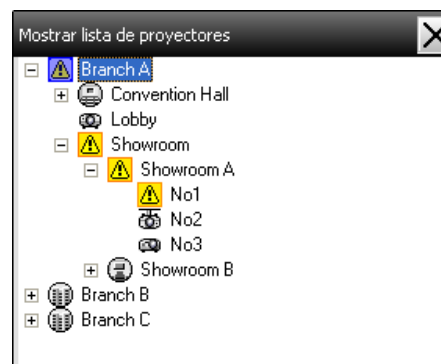 Mostrar lista de proyectores
Branch A
Convention Hall
Lobby
Showroom
Showroom A
No1
No2
No3
Showroom B
Branch B
Branch C